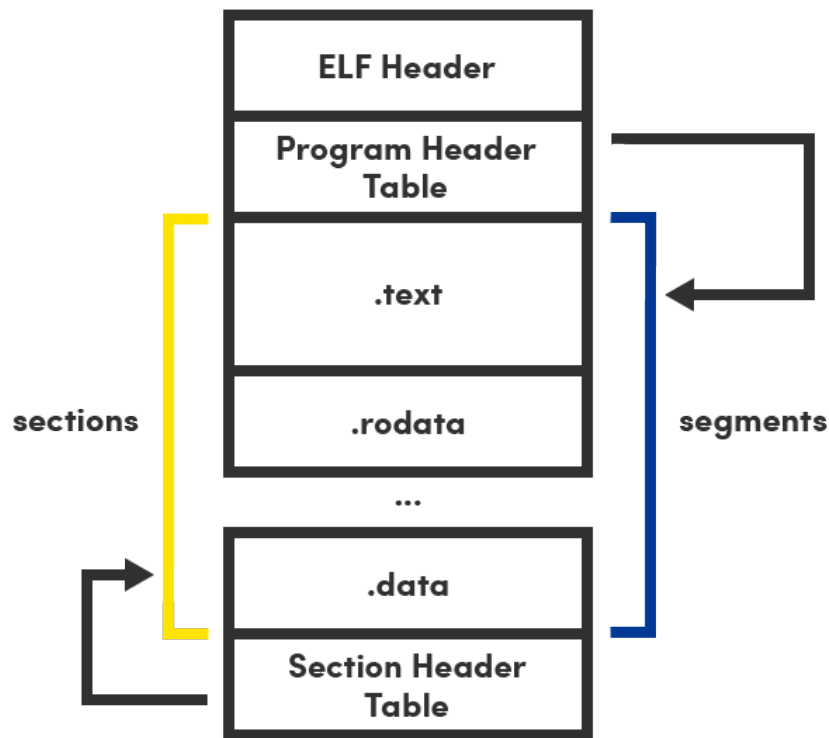 ELF Header
Program Header
Table
.text
sections
.rodata
segments
...
.data
Section Header
Table